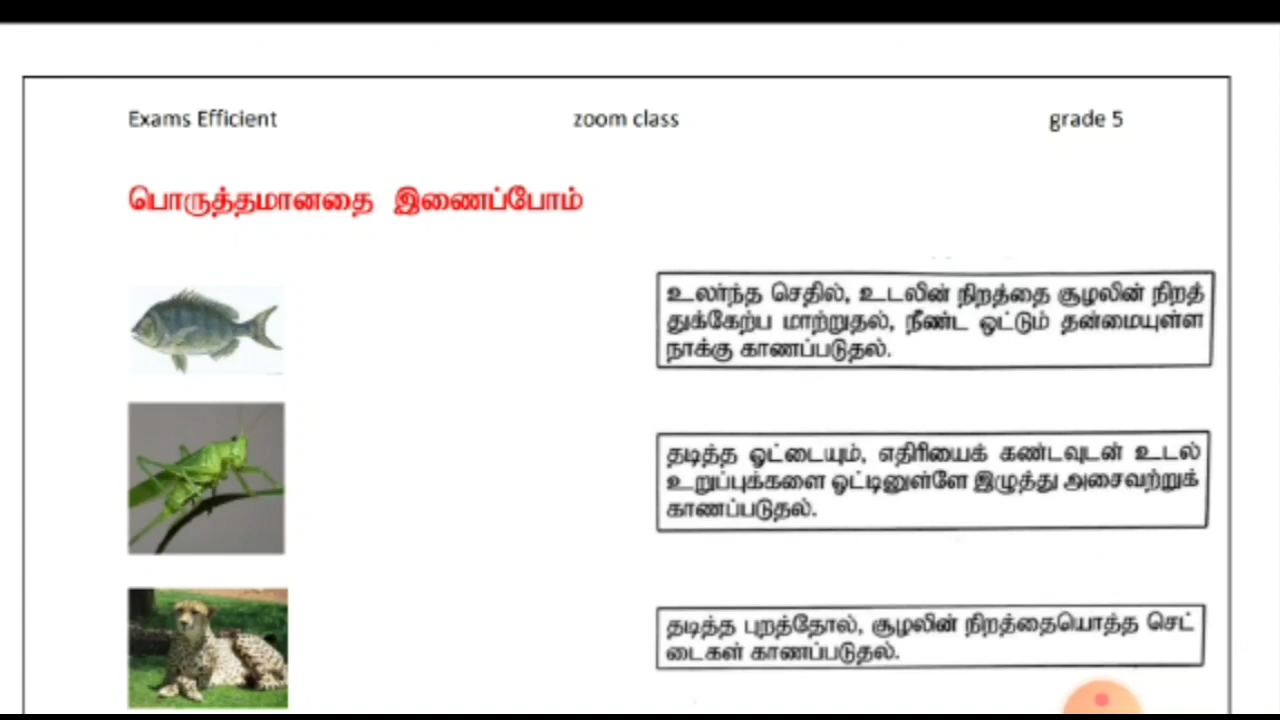 Exams Efficient zoom class grade 5
பொருத்தமானதை இணைப்போம்
உலர்ந்த செதில், உடலின் நிறத்தை சூழலின் நிறத்
துக்கேற்ப மாற்றுதல், நீண்ட ஒட்டும் தன்மையுள்ள
நாக்கு காணப்படுதல்.
தடித்த ஓட்டையும், எதிரியைக் கண்டவுடன் உடல்
உறுப்புக்களை ஓட்டினுள்ளே இழுத்து அசைவற்றுக்
காணப்படுதல்.
தடித்த புறத்தோல், சூழலின் நிறத்தையொத்த செட்
டைகள் காணப்படுதல்.